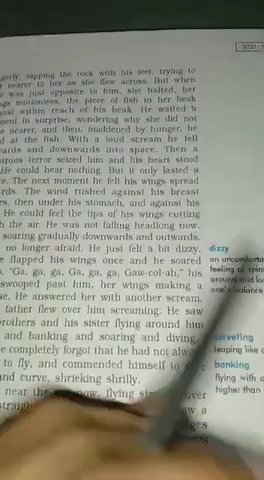 gerly, tapping the rock with his feet, trying to
nearer to her as she flew across. But when
was just opposite to him, she halted, her
gs motionless, the piece of fish in her beak
ost within reach of his beak. He waited
ment in surprise, wondering why she did not
e nearer, and then, maddened by hunger, he
d at the fish. With a loud scream he fell
wards and downwards into space. Then a
strous terror seized him and his heart stood
He could hear nothing. But it only lasted a
The next moment he felt his wings spread
ards. The wind rushed against his breast
rs, then under his stomach, and against his
He could feel the tips of his wings cutting
h the air. He was not falling headlong now.
soaring gradually downwards and outwards.
no longer afraid. He just felt a bit dizzy.
e flapped his wings once and he soared
"Ga, ga, ga, Ga, ga, ga, Gaw-col-ah," his
swooped past him, her wings making a
se. He answered her with another scream.
father flew over him screaming. He saw
brothers and his sister flying around him
and banking and soaring and diving.
e completely forgot that he had not
to fly, and commended himself to
and curve, shrieking shrilly.
near the now, flying over
a
dizzy
an
feeling of
around and
one's balance
leaping like
banking
flying with
higher than